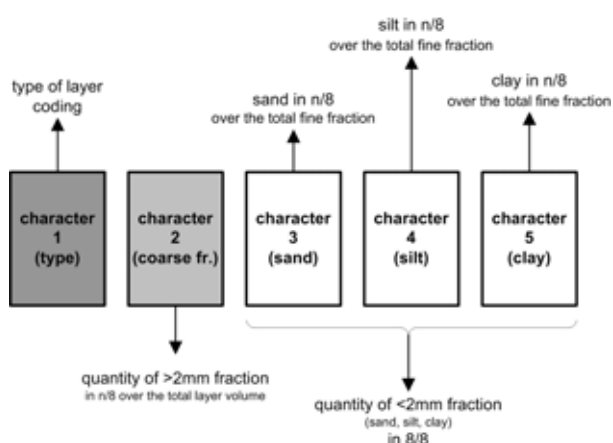 silt in n/8
over the total fine fraction
type of layer
coding
sand in n/8
over the total fine fraction
clay in n/8
over the total fine fraction
character
1
(type)
character
2
(coarse fr.)
character
3
(sand)
character
4
(silt)
character
5
(clay)
quantity of >2mm fraction
in n/8 over the total layer volume
quantity of <2mm fraction
(sand, silt, clay)
in 8/8